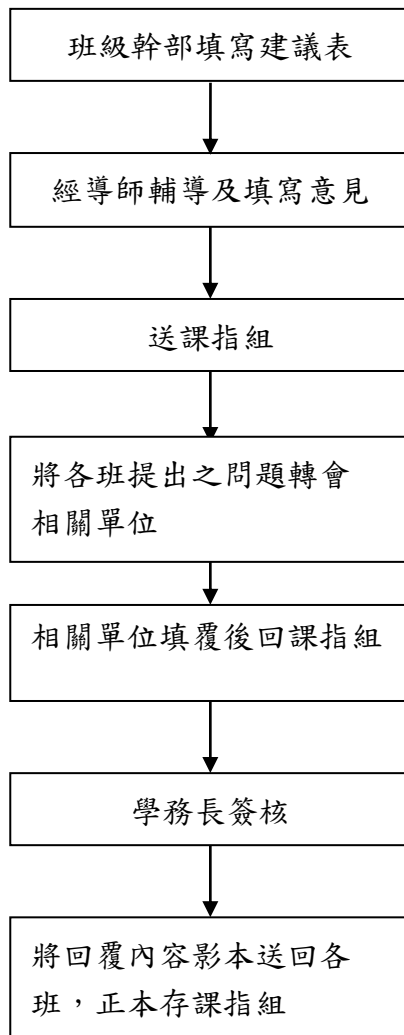 班級幹部填寫建議表
經導師輔導及填寫意見
送課指組
將各班提出之問題轉會
相關單位
相關單位填覆後回課指組
學務長簽核
將回覆內容影本送回各
班，正本存課指組